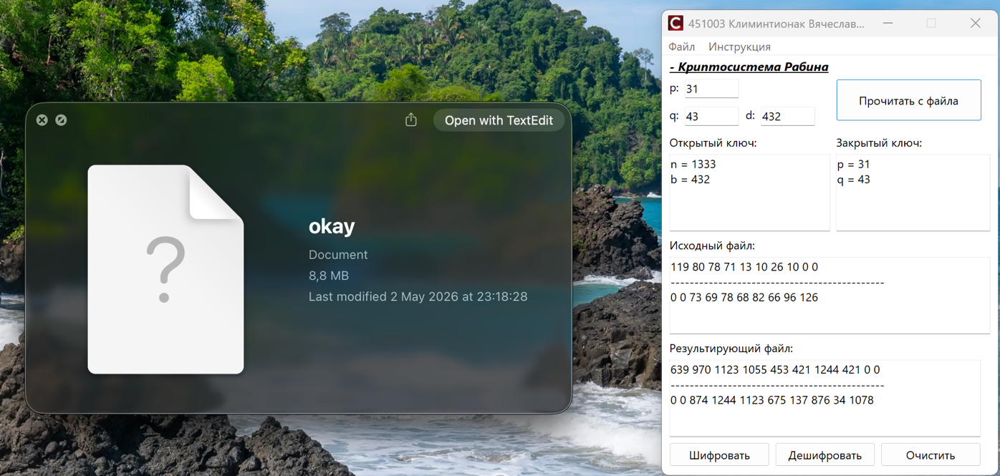 Open with TextEdit
?
okay
Document
8,8 MB
Last modified 2 May 2026 at 23:18:28
C 451003 Климинтионак Вячеслав...
Файл Инструкция
- Криптосистема Рабина
p: 31
Прочитать с файла
q: 43 d: 432
Открытый ключ: Закрытый ключ:
n = 1333 p = 31
b = 432 q = 43
Исходный файл:
119 80 78 71 13 10 26 10 0 0
-----------------------------------------------
0 0 73 69 78 68 82 66 96 126
Результирующий файл:
639 970 1123 1055 453 421 1244 421 0 0
-----------------------------------------------
0 0 874 1244 1123 675 137 876 34 1078
Шифровать Дешифровать Очистить